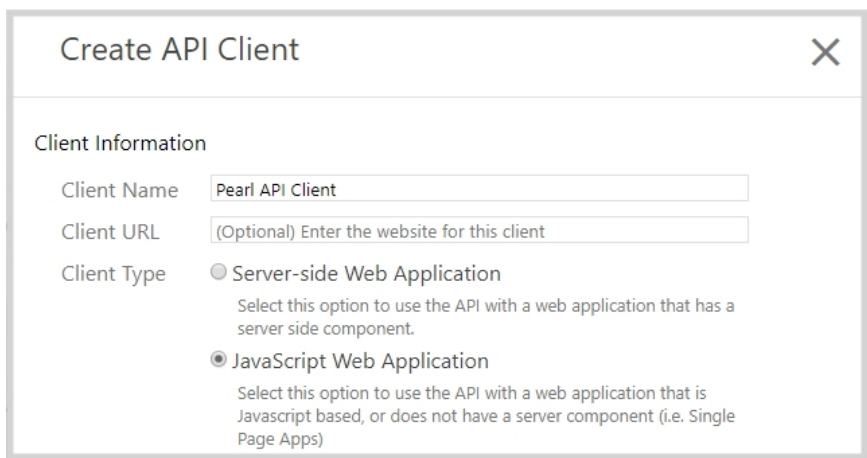 Create API Client
Client Information
Client Name Pearl API Client
Client URL (Optional) Enter the website for this client
Client Type Server-side Web Application
Select this option to use the API with a web application that has a
server side component.
JavaScript Web Application
Select this option to use the API with a web application that is
Javascript based, or does not have a server component (i.e. Single
Page Apps)